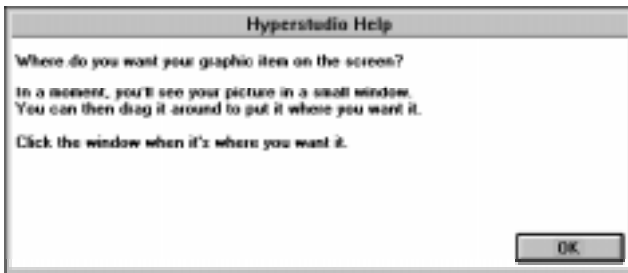 Hyperstudio Help
Where do you want your graphic item on the screen?
In a moment, you'll see your picture in a small window.
You can then drag it around to put it where you want it.
Click the window when it's where you want it.
OK